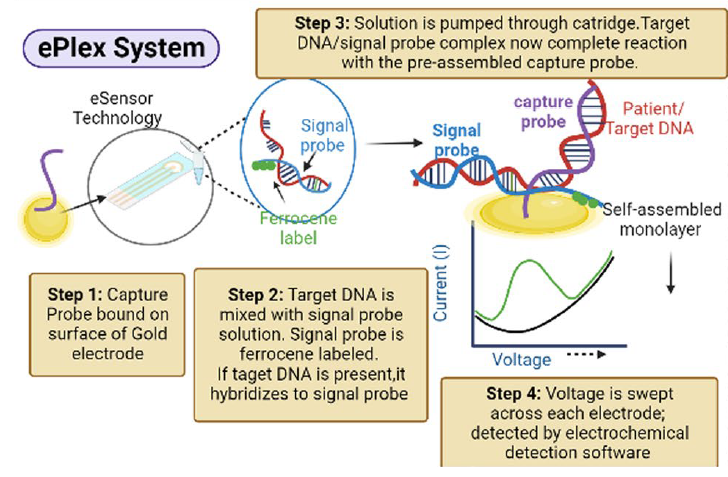 ePlex System
Step 3: Solution is pumped through catridge.Target
DNA/signal probe complex now complete reaction
with the pre-assembled capture probe.
eSensor
Technology
Signal
probe
Ferrocene
label
Signal
probe
capture
probe
Patient/
Target DNA
Self-assembled
monolayer
Current (I)
Voltage
Step 1: Capture
Probe bound on
surface of Gold
electrode
Step 2: Target DNA is
mixed with signal probe
solution. Signal probe is
ferrocene labeled.
If taget DNA is present,it
hybridizes to signal probe
Step 4: Voltage is swept
across each electrode;
detected by electrochemical
detection software